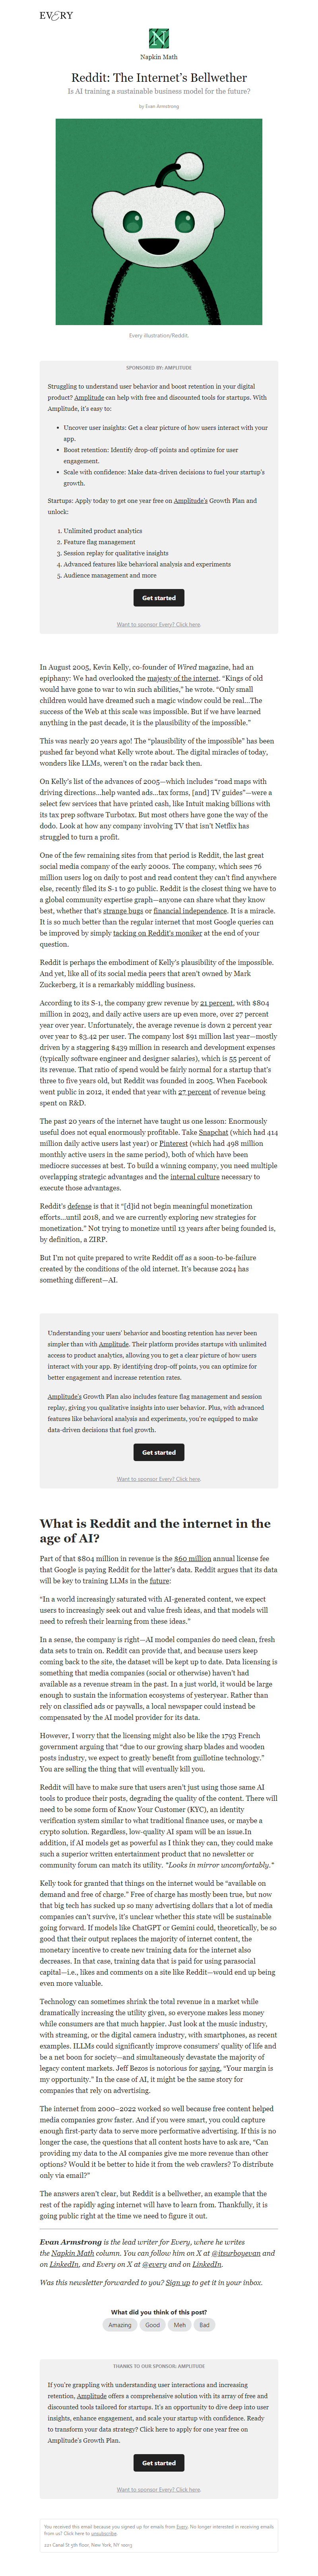 EVERY
Napkin Math
Reddit: The Internet's Bellwether
Is AI training a sustainable business model for the future?
by Evan Armstrong
Every illustration/Reddit.
SPONSORED BY: AMPLITUDE
Struggling to understand user behavior and boost retention in your digital
product? Amplitude can help with free and discounted tools for startups. With
Amplitude, it's easy to:
• Uncover user insights: Get a clear picture of how users interact with your
app.
• Boost retention: Identify drop-off points and optimize for user
engagement.
• Scale with confidence: Make data-driven decisions to fuel your startup's
growth.
Startups: Apply today to get one year free on Amplitude's Growth Plan and
unlock:
1. Unlimited product analytics
2. Feature flag management
3. Session replay for qualitative insights
4. Advanced features like behavioral analysis and experiments
5. Audience management and more
Get started
Want to sponsor Every? Click here.
In August 2005, Kevin Kelly, co-founder of Wired magazine, had an
epiphany: We had overlooked the majesty of the internet. "Kings of old
would have gone to war to win such abilities," he wrote. "Only small
children would have dreamed such a magic window could be real...The
success of the Web at this scale was impossible. But if we have learned
anything in the past decade, it is the plausibility of the impossible."
This was nearly 20 years ago! The "plausibility of the impossible" has been
pushed far beyond what Kelly wrote about. The digital miracles of today,
wonders like LLMs, weren't on the radar back then.
On Kelly's list of the advances of 2005—which includes "road maps with
driving directions...help wanted ads...tax forms, [and] TV guides"—were a
select few services that have printed cash, like Intuit making billions with
its tax prep software Turbotax. But most others have gone the way of the
dodo. Look at how any company involving TV that isn't Netflix has
struggled to turn a profit.
One of the few remaining sites from that period is Reddit, the last great
social media company of the early 2000s. The company, which sees 76
million users log on daily to post and read content they can't find anywhere
else, recently filed its S-1 to go public. Reddit is the closest thing we have to
a global community expertise graph—anyone can share what they know
best, whether that's strange bugs or financial independence. It is a miracle.
It is so much better than the regular internet that most Google queries can
be improved by simply tacking on Reddit's moniker at the end of your
question.
Reddit is perhaps the embodiment of Kelly's plausibility of the impossible.
And yet, like all of its social media peers that aren't owned by Mark
Zuckerberg, it is a remarkably middling business.
According to its S-1, the company grew revenue by 21 percent, with $804
million in 2023, and daily active users are up even more, over 27 percent
year over year. Unfortunately, the average revenue is down 2 percent year
over year to $3.42 per user. The company lost $91 million last year—mostly
driven by a staggering $439 million in research and development expenses
(typically software engineer and designer salaries), which is 55 percent of
its revenue. That ratio of spend would be fairly normal for a startup that's
three to five years old, but Reddit was founded in 2005. When Facebook
went public in 2012, it ended that year with 27 percent of revenue being
spent on R&D.
The past 20 years of the internet have taught us one lesson: Enormously
useful does not equal enormously profitable. Take Snapchat (which had 414
million daily active users last year) or Pinterest (which had 498 million
monthly active users in the same period), both of which have been
mediocre successes at best. To build a winning company, you need multiple
overlapping strategic advantages and the internal culture necessary to
execute those advantages.
Reddit's defense is that it "[d]id not begin meaningful monetization
efforts...until 2018, and we are currently exploring new strategies for
monetization." Not trying to monetize until 13 years after being founded is,
by definition, a ZIRP.
But I'm not quite prepared to write Reddit off as a soon-to-be-failure
created by the conditions of the old internet. It's because 2024 has
something different—AI.
Understanding your users' behavior and boosting retention has never been
simpler than with Amplitude. Their platform provides startups with unlimited
access to product analytics, allowing you to get a clear picture of how users
interact with your app. By identifying drop-off points, you can optimize for
better engagement and increase retention rates.
Amplitude's Growth Plan also includes feature flag management and session
replay, giving you qualitative insights into user behavior. Plus, with advanced
features like behavioral analysis and experiments, you're equipped to make
data-driven decisions that fuel growth.
Get started
Want to sponsor Every? Click here.
What is Reddit and the internet in the
age of AI?
Part of that $804 million in revenue is the $60 million annual license fee
that Google is paying Reddit for the latter's data. Reddit argues that its data
will be key to training LLMs in the future:
"In a world increasingly saturated with AI-generated content, we expect
users to increasingly seek out and value fresh ideas, and that models will
need to refresh their learning from these ideas."
In a sense, the company is right—AI model companies do need clean, fresh
data sets to train on. Reddit can provide that, and because users keep
coming back to the site, the dataset will be kept up to date. Data licensing is
something that media companies (social or otherwise) haven't had
available as a revenue stream in the past. In a just world, it would be large
enough to sustain the information ecosystems of yesteryear. Rather than
rely on classified ads or paywalls, a local newspaper could instead be
compensated by the AI model provider for its data.
However, I worry that the licensing might also be like the 1793 French
government arguing that "due to our growing sharp blades and wooden
posts industry, we expect to greatly benefit from guillotine technology."
You are selling the thing that will eventually kill you.
Reddit will have to make sure that users aren't just using those same AI
tools to produce their posts, degrading the quality of the content. There will
need to be some form of Know Your Customer (KYC), an identity
verification system similar to what traditional finance uses, or maybe a
crypto solution. Regardless, low-quality AI spam will be an issue.In
addition, if AI models get as powerful as I think they can, they could make
such a superior written entertainment product that no newsletter or
community forum can match its utility. *Looks in mirror uncomfortably.*
Kelly took for granted that things on the internet would be "available on
demand and free of charge." Free of charge has mostly been true, but now
that big tech has sucked up so many advertising dollars that a lot of media
companies can't survive, it's unclear whether this state will be sustainable
going forward. If models like ChatGPT or Gemini could, theoretically, be so
good that their output replaces the majority of internet content, the
monetary incentive to create new training data for the internet also
decreases. In that case, training data that is paid for using parasocial
capital—i.e., likes and comments on a site like Reddit—would end up being
even more valuable.
Technology can sometimes shrink the total revenue in a market while
dramatically increasing the utility given, so everyone makes less money
while consumers are that much happier. Just look at the music industry,
with streaming, or the digital camera industry, with smartphones, as recent
examples. lLLMs could significantly improve consumers' quality of life and
be a net boon for society—and simultaneously devastate the majority of
legacy content markets. Jeff Bezos is notorious for saying, "Your margin is
my opportunity." In the case of AI, it might be the same story for
companies that rely on advertising.
The internet from 2000–2022 worked so well because free content helped
media companies grow faster. And if you were smart, you could capture
enough first-party data to serve more performative advertising. If this is no
longer the case, the questions that all content hosts have to ask are, "Can
providing my data to the AI companies give me more revenue than other
options? Would it be better to hide it from the web crawlers? To distribute
only via email?"
The answers aren't clear, but Reddit is a bellwether, an example that the
rest of the rapidly aging internet will have to learn from. Thankfully, it is
going public right at the time we need to figure it out.
Evan Armstrong is the lead writer for Every, where he writes
the Napkin Math column. You can follow him on X at @itsurboyevan and
on LinkedIn, and Every on X at @every and on LinkedIn.
Was this newsletter forwarded to you? Sign up to get it in your inbox.
What did you think of this post?
Amazing Good Meh Bad
THANKS TO OUR SPONSOR: AMPLITUDE
If you're grappling with understanding user interactions and increasing
retention, Amplitude offers a comprehensive solution with its array of free and
discounted tools tailored for startups. It's an opportunity to dive deep into user
insights, enhance engagement, and scale your startup with confidence. Ready
to transform your data strategy? Click here to apply for one year free on
Amplitude's Growth Plan.
Get started
Want to sponsor Every? Click here.
You received this email because you signed up for emails from Every. No longer interested in receiving emails
from us? Click here to unsubscribe.
221 Canal St 5th floor, New York, NY 10013